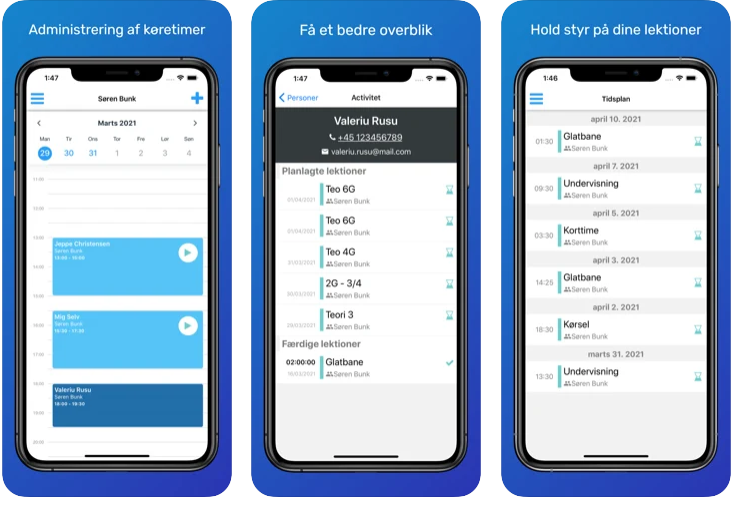 Administrering af køretimer
1:47
Søren Bunk
Marts 2021
Man Tir Ons Tor Fre Lør Søn
29 30 31 1 2 3 4
11:00
12:00
13:00
Jeppe Christensen
Søren Bunk
13:00 - 15:00
14:00
15:00
Mig Selv
Søren Bunk
15:30 - 17:30
16:00
17:00
18:00
Valeriu Rusu
Søren Bunk
18:00 - 19:30
19:00
20:00
Få et bedre overblik
1:47
Personer Activitet
Valeriu Rusu
+45 123456789
valeriu.rusu@mail.com
Planlagte lektioner
Teo 6G
01/04/2021 Søren Bunk
Teo 6G
01/04/2021 Søren Bunk
Teo 4G
31/03/2021 Søren Bunk
2G - 3/4
30/03/2021 Søren Bunk
Teori 3
29/03/2021 Søren Bunk
Færdige lektioner
02:00:00 Glatbane
16/03/2021 Søren Bunk
Hold styr på dine lektioner
1:46
Tidsplan
april 10. 2021
01:30 Glatbane
Søren Bunk
april 7. 2021
09:30 Undervisning
Søren Bunk
april 5. 2021
03:30 Korttime
Søren Bunk
april 3. 2021
14:25 Glatbane
Søren Bunk
april 2. 2021
18:30 Kørsel
Søren Bunk
marts 31. 2021
13:30 Undervisning
Søren Bunk